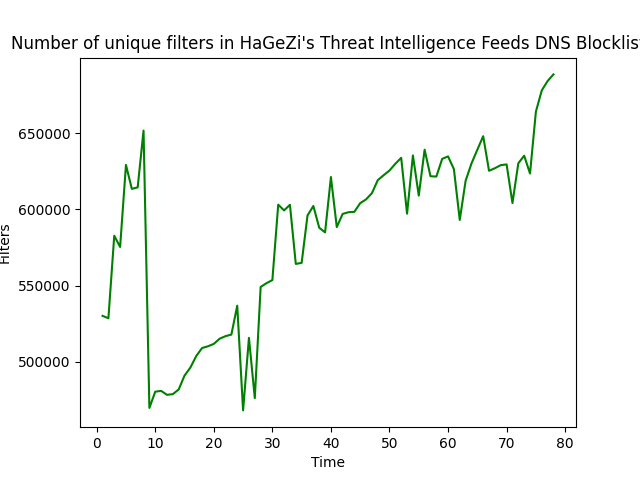 Number of unique filters in HaGeZi's Threat Intelligence Feeds DNS Blocklist
Filters
650000
600000
550000
500000
0 10 20 30 40 50 60 70 80
Time